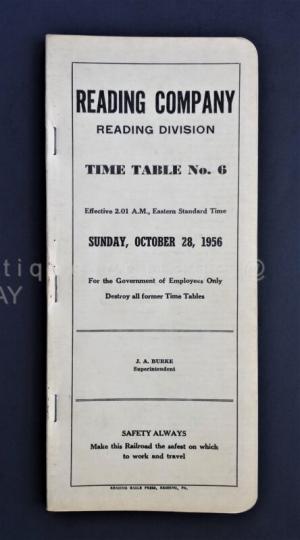 READING COMPANY
READING DIVISION
TIME TABLE No. 6
Effective 2.01 A.M., Eastern Standard Time
SUNDAY, OCTOBER 28, 1956
For the Government of Employees Only
Destroy all former Time Tables
J. A. BURKE
Superintendent
SAFETY ALWAYS
Make this Railroad the safest on which
to work and travel
READING EAGLE PRESS, READING, PA.